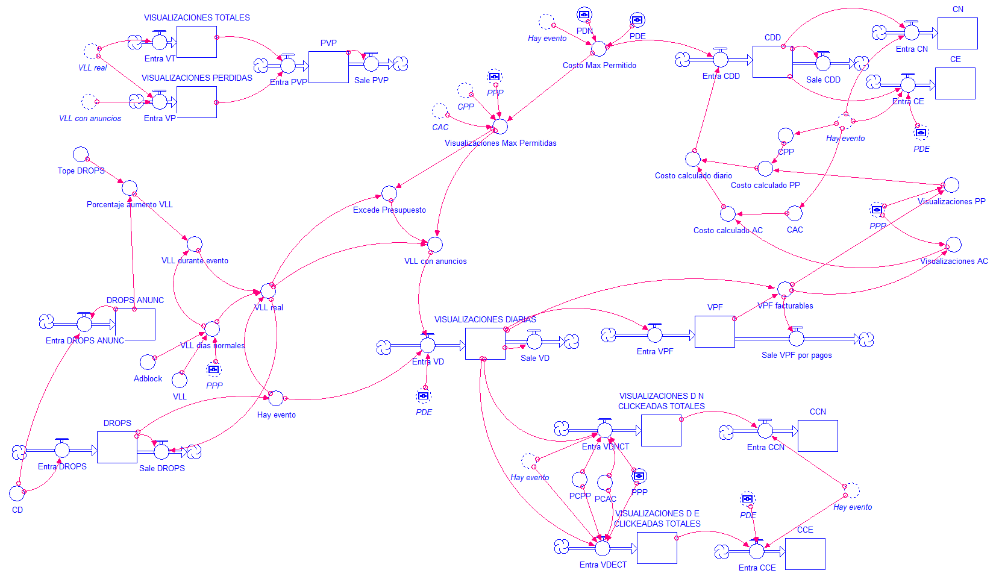 VISUALIZACIONES TOTALES
Entra VT
VLL real
VISUALIZACIONES PERDIDAS
Entra VP
VLL con anuncios
PVP
Entra PVP
Sale PVP
Hay evento
PDN
PDE
Costo Max Permitido
PPP
CPP
CAC
Visualizaciones Max Permitidas
CDD
Entra CDD
Sale CDD
CN
Entra CN
CE
Entra CE
Hay evento
PDE
CPP
Costo calculado diario
Costo calculado PP
Visualizaciones PP
PPP
Costo calculado AC
CAC
Visualizaciones AC
Tope DROPS
Porcentaje aumento VLL
Excede Presupuesto
VLL durante evento
VLL con anuncios
DROPS ANUNC
Entra DROPS ANUNC
VLL real
VLL dias normales
Adblock
VLL
PPP
Hay evento
VISUALIZACIONES DIARIAS
Entra VD
Sale VD
PDE
VPF facturables
VPF
Entra VPF
Sale VPF por pagos
DROPS
Entra DROPS
Sale DROPS
CD
VISUALIZACIONES D N
CLICKEADAS TOTALES
Entra VDNCT
CCN
Entra CCN
Hay evento
PCPP
PCAC
PPP
VISUALIZACIONES D E
CLICKEADAS TOTALES
Entra VDECT
PDE
Hay evento
CCE
Entra CCE